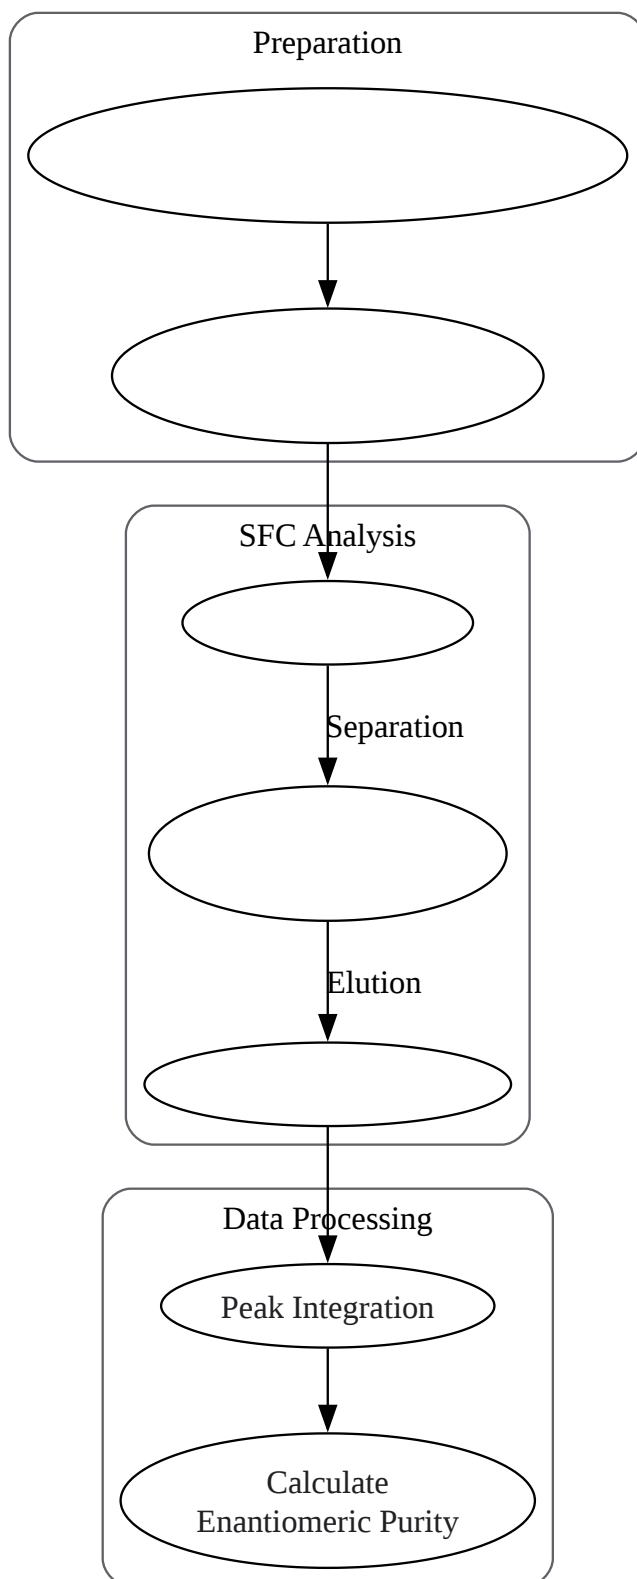 Preparation
SFC Analysis
Separation
Elution
Data Processing
Peak Integration
Calculate
Enantiomeric Purity